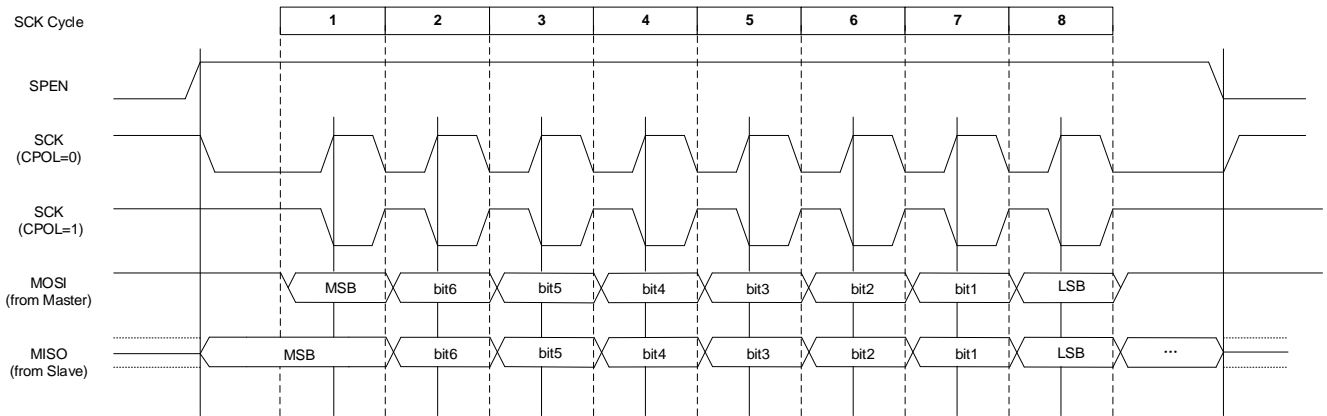 SCK Cycle 1 2 3 4 5 6 7 8
SPEN
SCK
(CPOL=0)
SCK
(CPOL=1)
MOSI
(from Master)
MSB bit6 bit5 bit4 bit3 bit2 bit1 LSB
MISO
(from Slave)
MSB bit6 bit5 bit4 bit3 bit2 bit1 LSB ...